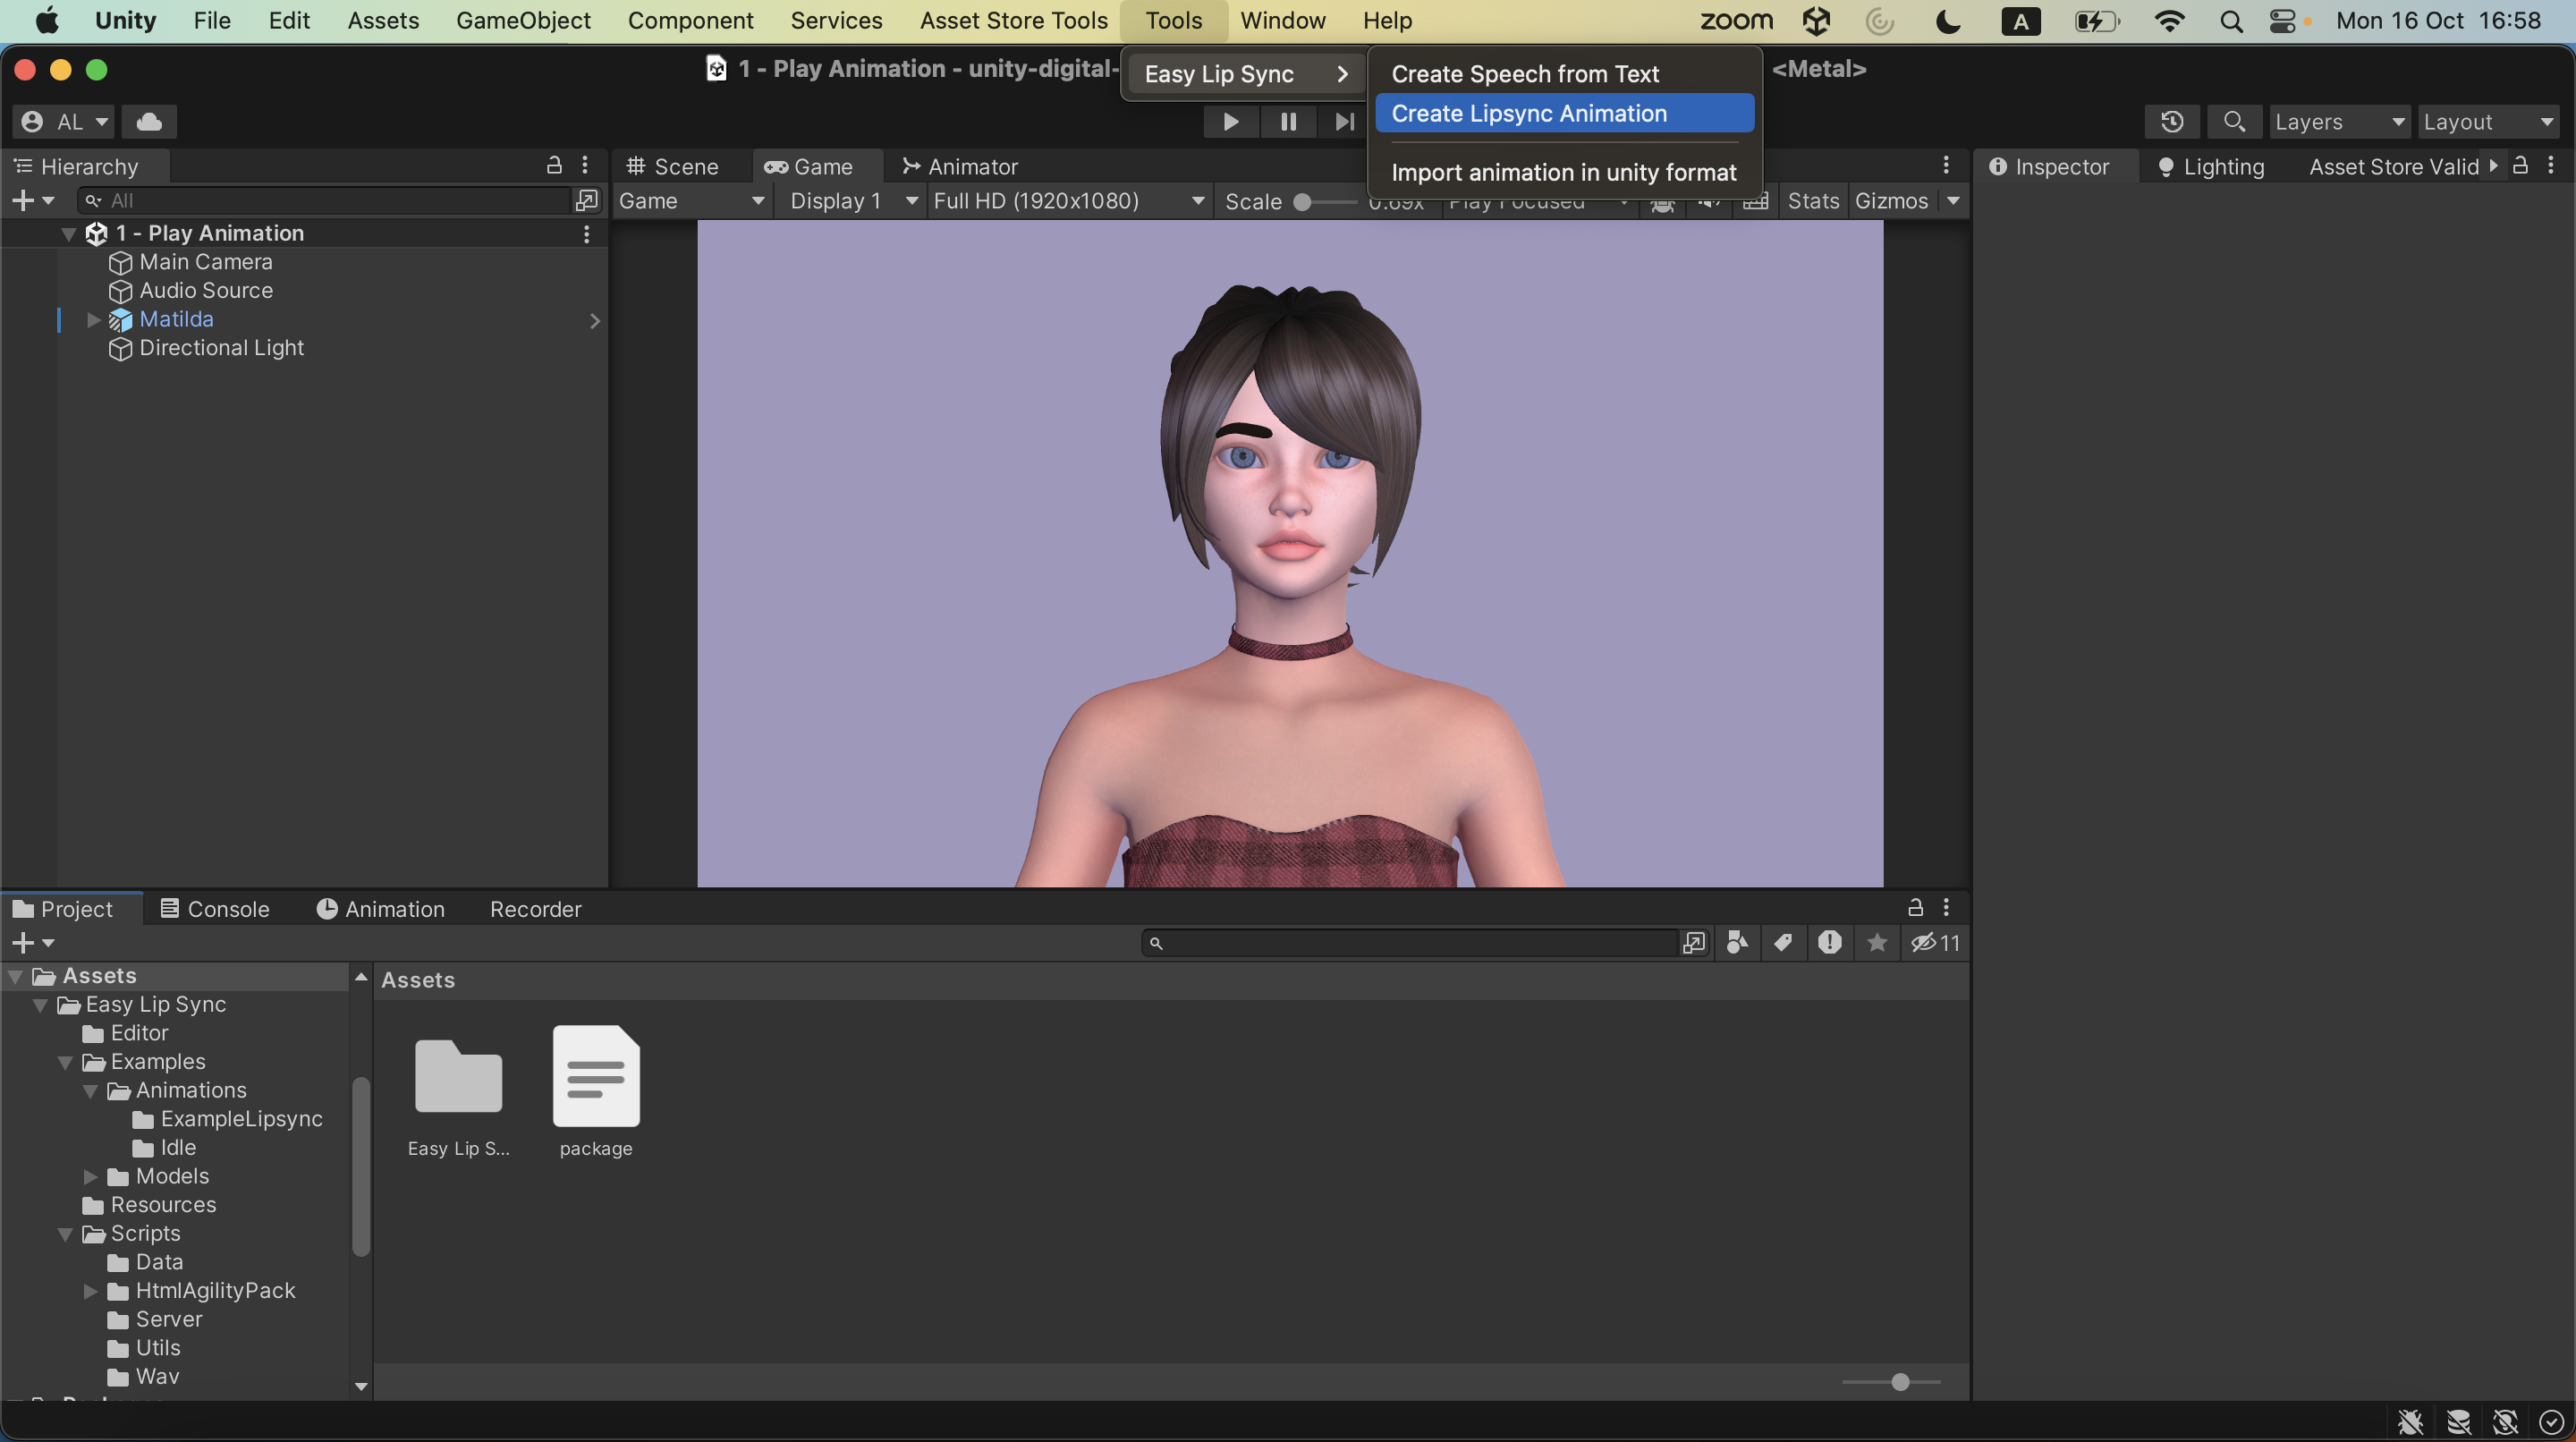 Unity File Edit Assets GameObject Component Services Asset Store Tools Tools Window Help zoom A Mon 16 Oct 16:58
1 - Play Animation - unity-digital- <Metal>
Easy Lip Sync
Create Speech from Text
Create Lipsync Animation
Import animation in unity format
AL Layers Layout
Hierarchy Scene Game Animator Inspector Lighting Asset Store Valid
All Game Display 1 Full HD (1920x1080) Scale 0.69x Play Focused Stats Gizmos
1 - Play Animation
Main Camera
Audio Source
Matilda
Directional Light
Project Console Animation Recorder
11
Assets
Easy Lip Sync
Editor
Examples
Animations
ExampleLipsync
Idle
Models
Resources
Scripts
Data
HtmlAgilityPack
Server
Utils
Wav
Assets
Easy Lip S...
package